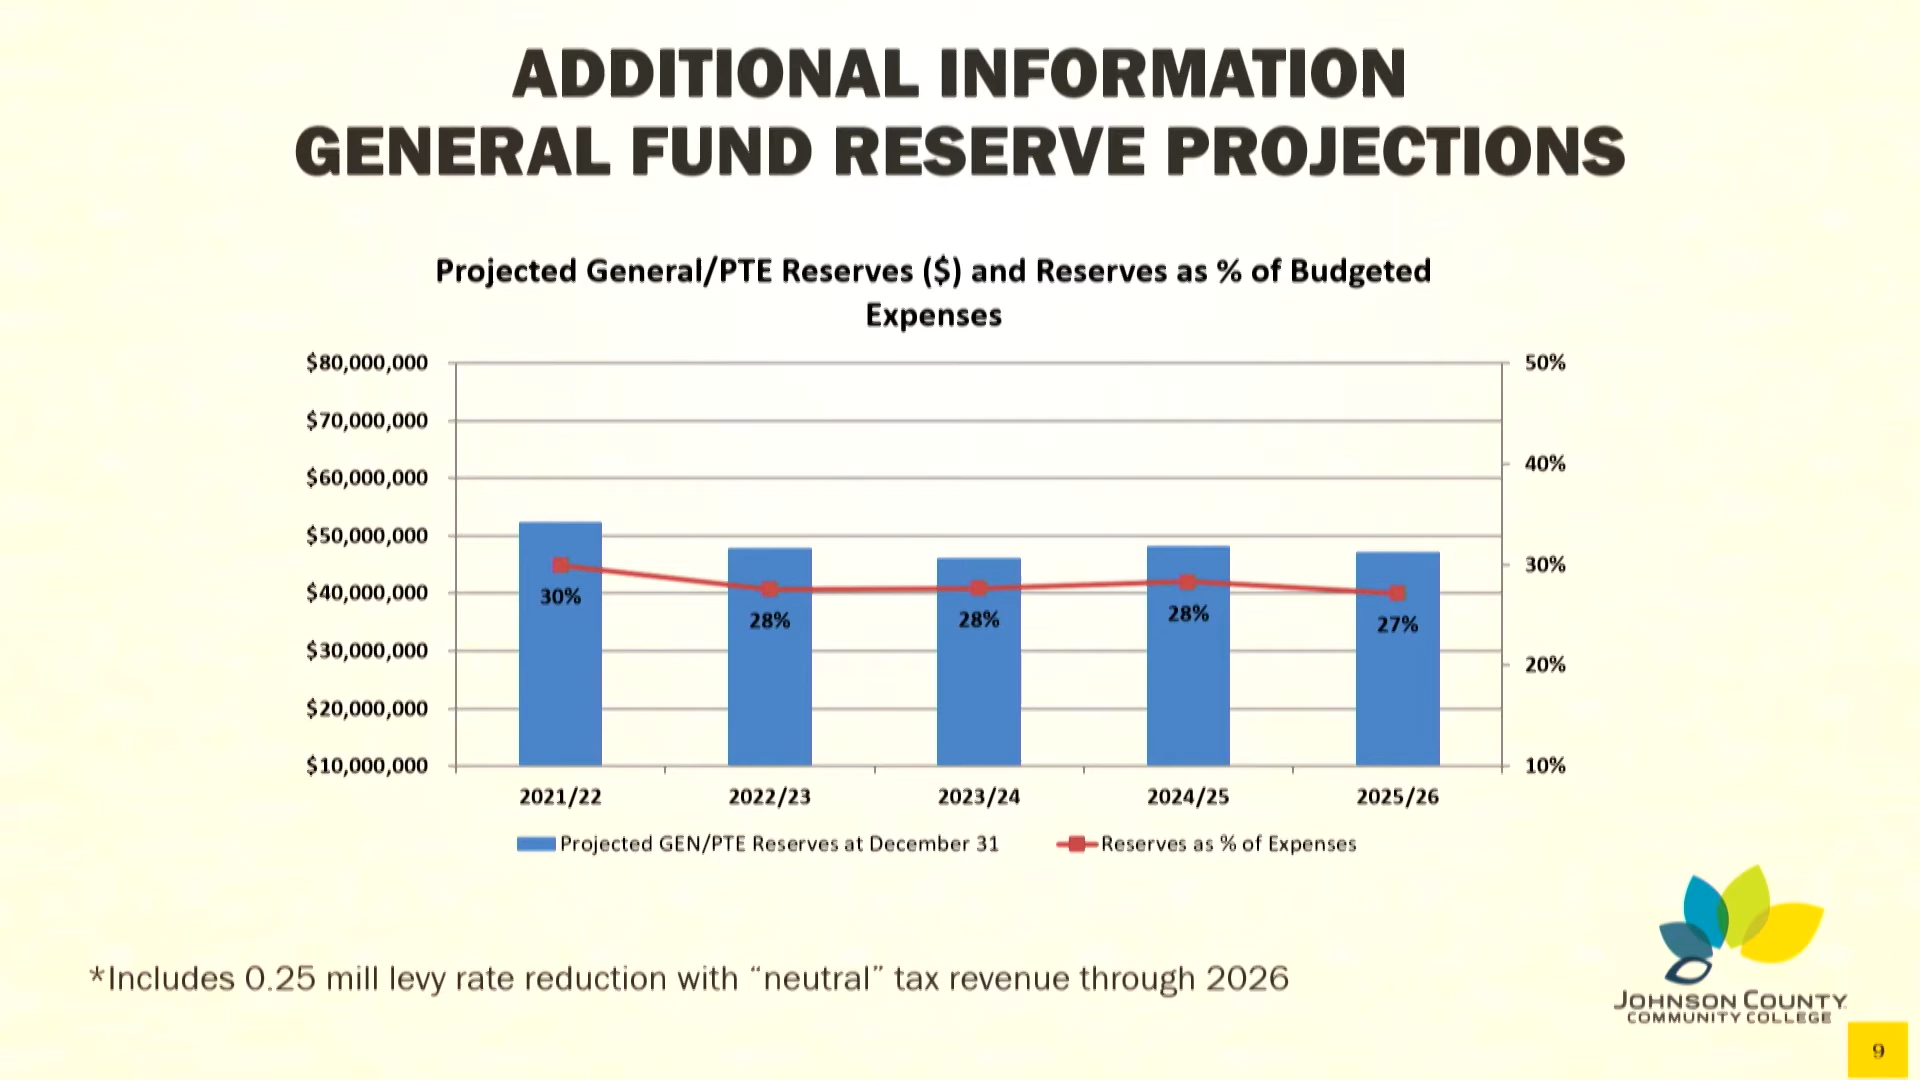 ADDITIONAL INFORMATION
GENERAL FUND RESERVE PROJECTIONS
Projected General/PTE Reserves ($) and Reserves as % of Budgeted
Expenses
$80,000,000
$70,000,000
$60,000,000
$50,000,000
$40,000,000
$30,000,000
$20,000,000
$10,000,000
50%
40%
30%
20%
10%
30%
28%
28%
28%
27%
2021/22
2022/23
2023/24
2024/25
2025/26
Projected GEN/PTE Reserves at December 31
Reserves as % of Expenses
*Includes 0.25 mill levy rate reduction with “neutral” tax revenue through 2026
JOHNSON COUNTY
COMMUNITY COLLEGE
9